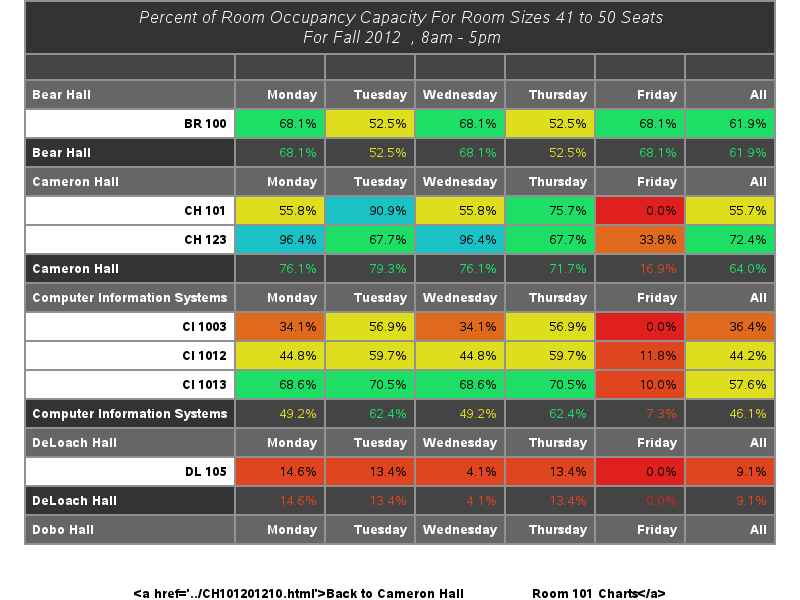 Percent of Room Occupancy Capacity For Room Sizes 41 to 50 Seats
For Fall 2012 , 8am - 5pm
Bear Hall Monday Tuesday Wednesday Thursday Friday All
BR 100 68.1% 52.5% 68.1% 52.5% 68.1% 61.9%
Bear Hall 68.1% 52.5% 68.1% 52.5% 68.1% 61.9%
Cameron Hall Monday Tuesday Wednesday Thursday Friday All
CH 101 55.8% 90.9% 55.8% 75.7% 0.0% 55.7%
CH 123 96.4% 67.7% 96.4% 67.7% 33.8% 72.4%
Cameron Hall 76.1% 79.3% 76.1% 71.7% 16.9% 64.0%
Computer Information Systems Monday Tuesday Wednesday Thursday Friday All
CI 1003 34.1% 56.9% 34.1% 56.9% 0.0% 36.4%
CI 1012 44.8% 59.7% 44.8% 59.7% 11.8% 44.2%
CI 1013 68.6% 70.5% 68.6% 70.5% 10.0% 57.6%
Computer Information Systems 49.2% 62.4% 49.2% 62.4% 7.3% 46.1%
DeLoach Hall Monday Tuesday Wednesday Thursday Friday All
DL 105 14.6% 13.4% 4.1% 13.4% 0.0% 9.1%
DeLoach Hall 14.6% 13.4% 4.1% 13.4% 0.0% 9.1%
Dobo Hall Monday Tuesday Wednesday Thursday Friday All
&lt;a href='../CH101201210.html'&gt;Back to Cameron Hall Room 101 Charts&lt;/a&gt;